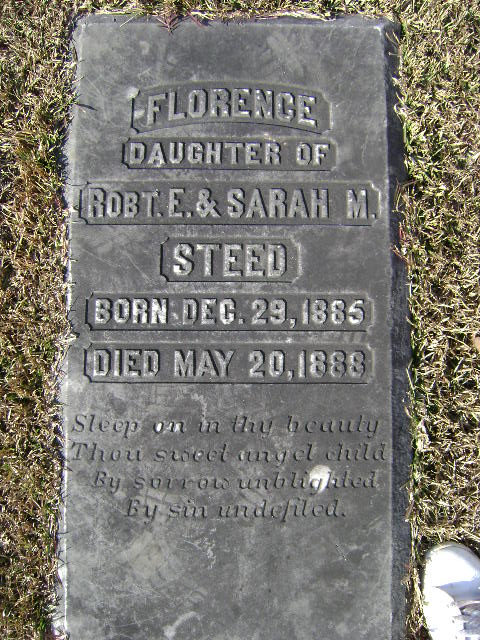 FLORENCE
DAUGHTER OF
ROBT. E. & SARAH M.
STEED
BORN DEC. 29, 1885
DIED MAY 20, 1888
Sleep on in thy beauty
Thou sweet angel child
By sorrow unblighted
By sin undefiled.